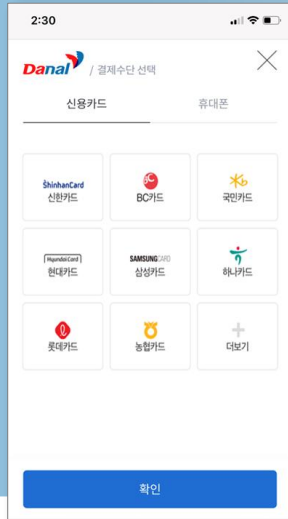 2:30
Danal / 결제수단 선택
신용카드 휴대폰
ShinhanCard
신한카드
BC카드
국민카드
HyundaiCard
현대카드
SAMSUNG CARD
삼성카드
하나카드
롯데카드
농협카드
더보기
확인